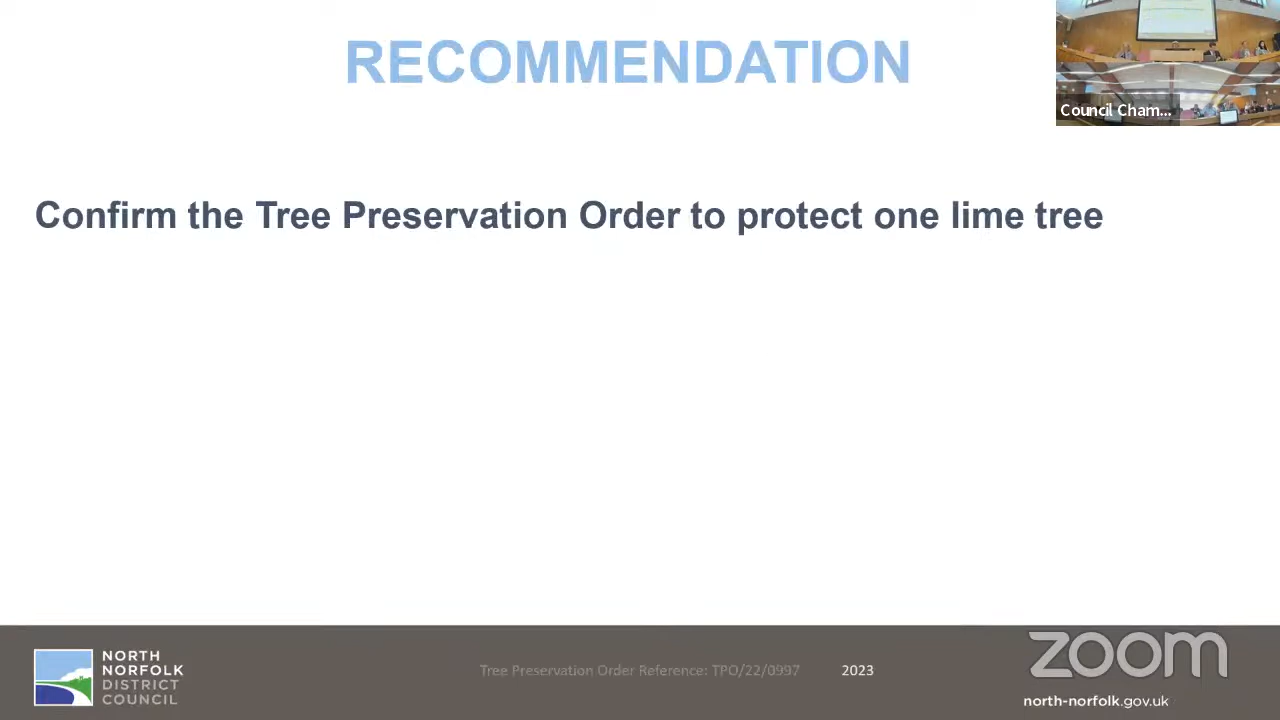 RECOMMENDATION
Council Cham...
Confirm the Tree Preservation Order to protect one lime tree
NORTH
NORFOLK
DISTRICT
COUNCIL
Tree Preservation Order Reference: TPO/22/0997
2023
zoom
north-norfolk.gov.uk